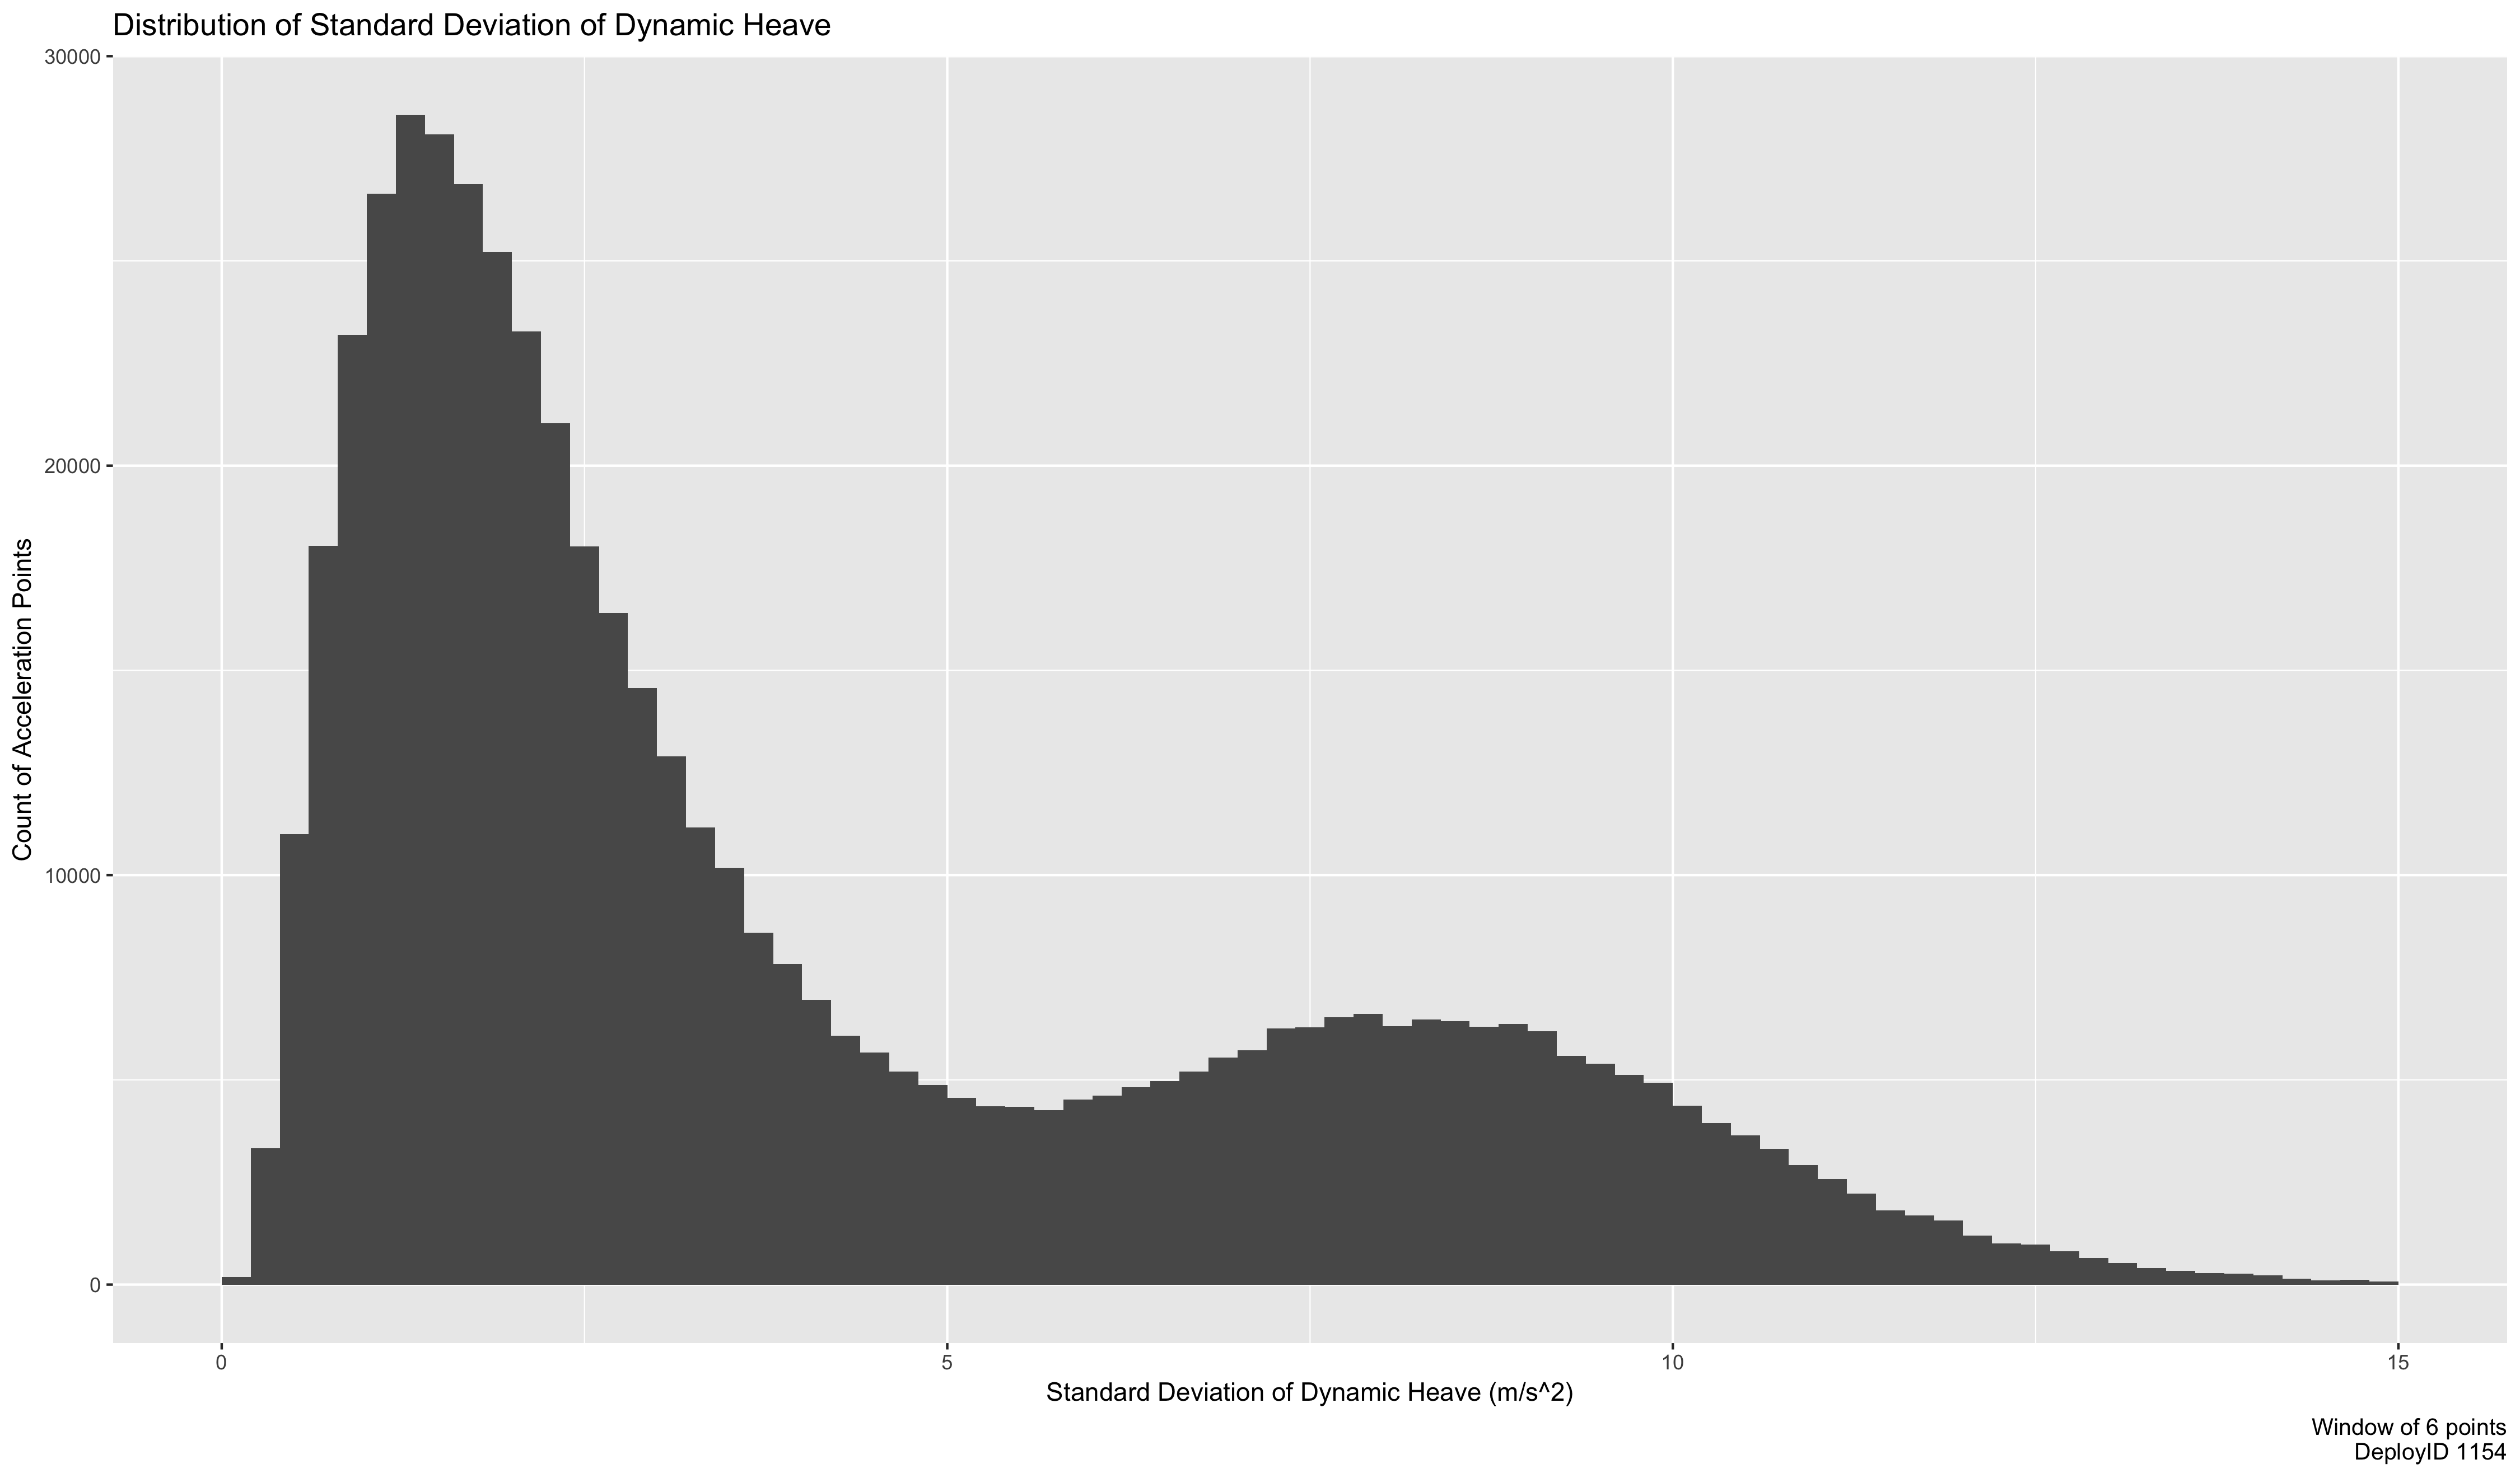 Distribution of Standard Deviation of Dynamic Heave
30000
20000
10000
0
Count of Acceleration Points
0
5
10
15
Standard Deviation of Dynamic Heave (m/s^2)
Window of 6 points
DeployID 1154